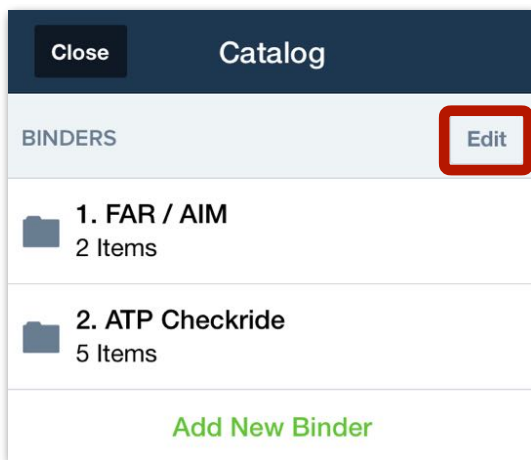 Close Catalog
BINDERS Edit
1. FAR / AIM
2 Items
2. ATP Checkride
5 Items
Add New Binder